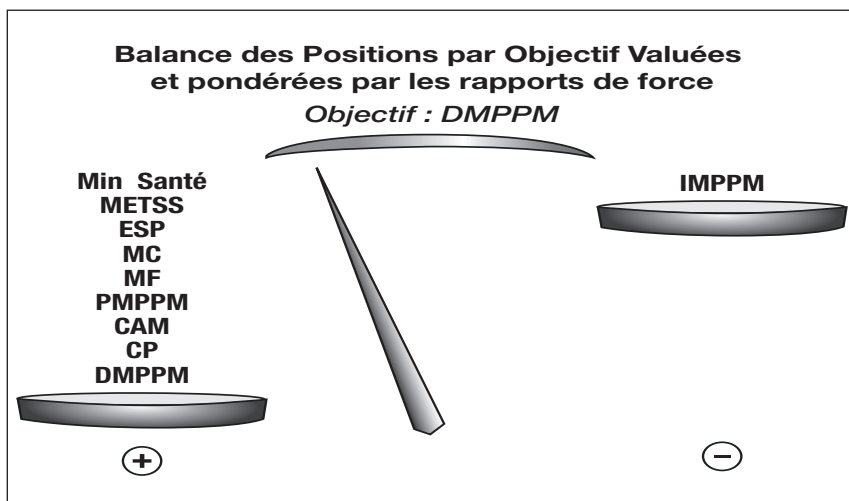 Balance des Positions par Objectif Valuées
et pondérées par les rapports de force
Objectif : DMPPM
Min Santé
METSS
ESP
MC
MF
PMPPM
CAM
CP
DMPPM
IMPPM
+
−